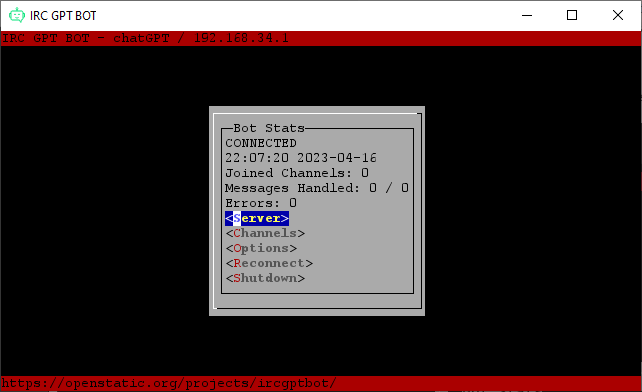 IRC GPT BOT
IRC GPT BOT - chatGPT / 192.168.34.1
Bot Stats
CONNECTED
22:07:20 2023-04-16
Joined Channels: 0
Messages Handled: 0 / 0
Errors: 0
<Server>
<Channels>
<Options>
<Reconnect>
<Shutdown>
https://openstatic.org/projects/ircgptbot/